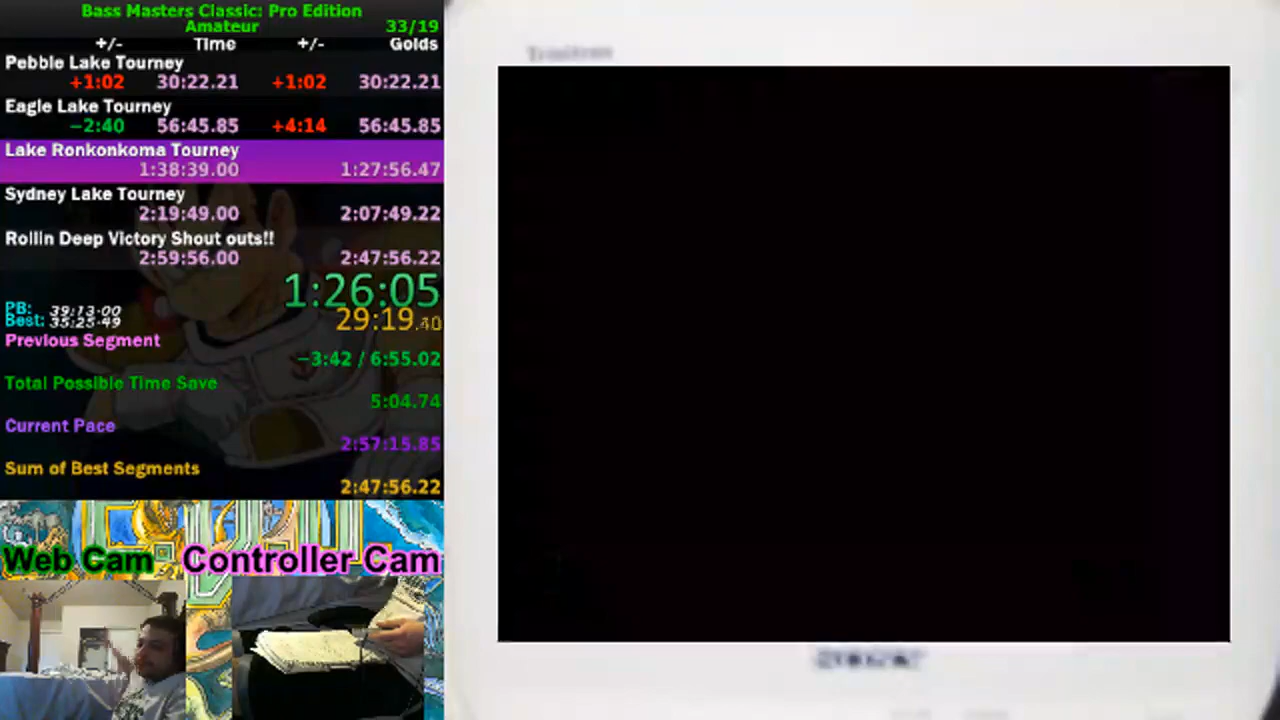 Bass Masters Classic: Pro Edition
Amateur 33/19
+/- Time +/- Golds
Pebble Lake Tourney
+1:02 30:22.21 +1:02 30:22.21
Eagle Lake Tourney
−2:40 56:45.85 +4:14 56:45.85
Lake Ronkonkoma Tourney
1:38:39.00 1:27:56.47
Sydney Lake Tourney
2:19:49.00 2:07:49.22
Rollin Deep Victory Shout outs!!
2:59:56.00 2:47:56.22
1:26:05
PB: 39:13.00
Best: 35:25.49
29:19.40
Previous Segment
−3:42 / 6:55.02
Total Possible Time Save
5:04.74
Current Pace
2:57:15.85
Sum of Best Segments
2:47:56.22
Web Cam Controller Cam